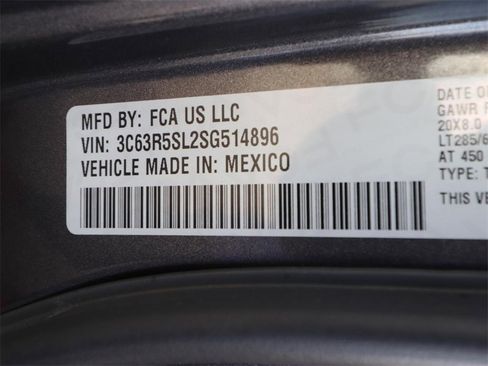 MFD BY: FCA US LLC
VIN: 3C63R5SL2SG514896
VEHICLE MADE IN: MEXICO
DATE OF
GAWR
20X8.0
LT285/6
AT 450
TYPE: T
THIS VE